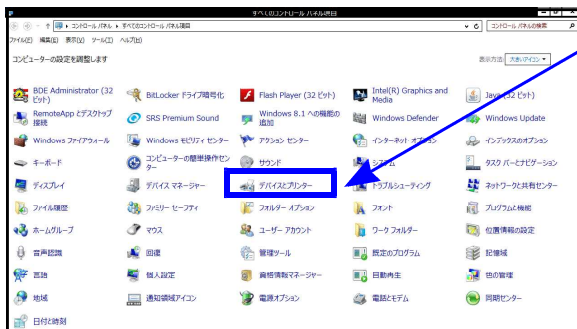 すべてのコントロール パネル項目
コントロール パネル ▸ すべてのコントロール パネル項目
コントロール パネルの検索
ファイル(F) 編集(E) 表示(V) ツール(T) ヘルプ(H)
コンピューターの設定を調整します
表示方法: 大きいアイコン
BDE Administrator (32 ビット)
BitLocker ドライブ暗号化
Flash Player (32 ビット)
Intel(R) Graphics and Media
Java (32 ビット)
RemoteApp とデスクトップ接続
SRS Premium Sound
Windows 8.1 への機能の追加
Windows Defender
Windows Update
Windows ファイアウォール
Windows モビリティ センター
アクション センター
インターネット オプション
インデックスのオプション
キーボード
コンピューターの簡単操作センター
サウンド
システム
タスク バーとナビゲーション
ディスプレイ
デバイス マネージャー
デバイスとプリンター
トラブルシューティング
ネットワークと共有センター
ファイル履歴
ファミリー セーフティ
フォルダー オプション
フォント
プログラムと機能
ホームグループ
マウス
ユーザー アカウント
ワーク フォルダー
位置情報の設定
音声認識
回復
管理ツール
既定のプログラム
記憶域
言語
個人設定
資格情報マネージャー
自動再生
色の管理
地域
通知領域アイコン
電源オプション
電話とモデム
同期センター
日付と時刻